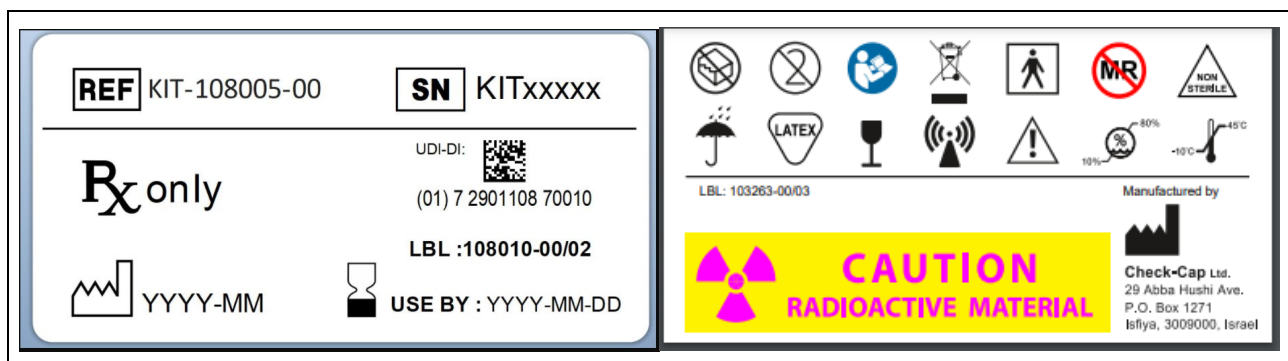 REF KIT-108005-00 SN KITxxxxx
UDI-DI:
Rx only
(01) 7 2901108 70010
LBL :108010-00/02
YYYY-MM
USE BY : YYYY-MM-DD
2 MR NON STERILE
LATEX
% 10% 80%
-10°C 45°C
LBL: 103263-00/03
Manufactured by
CAUTION
RADIOACTIVE MATERIAL
Check-Cap Ltd.
29 Abba Hushi Ave.
P.O. Box 1271
Isfiya, 3009000, Israel